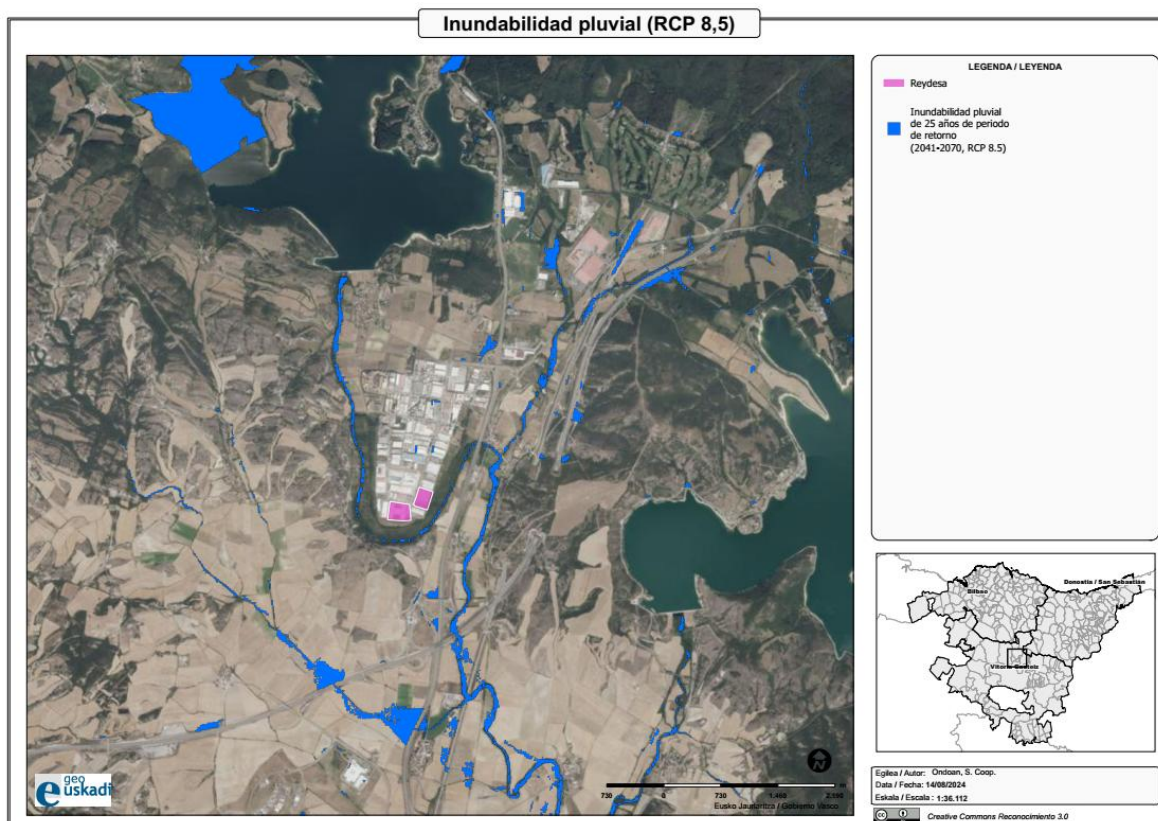 Inundabilidad pluvial (RCP 8,5)
LEGENDA / LEYENDA
Reydesa
Inundabilidad pluvial
de 25 años de periodo
de retorno
(2041-2070, RCP 8.5)
Donostia / San Sebastián
Bilbao
Vitoria-Gasteiz
N
geo
euskadi
730 0 730 1.460 2.190
Eusko Jaurlaritza / Gobierno Vasco
Egilea / Autor: Ondoan, S. Coop.
Data / Fecha: 14/08/2024
Eskala / Escala : 1:36.112
cc
Creative Commons Reconocimiento 3.0